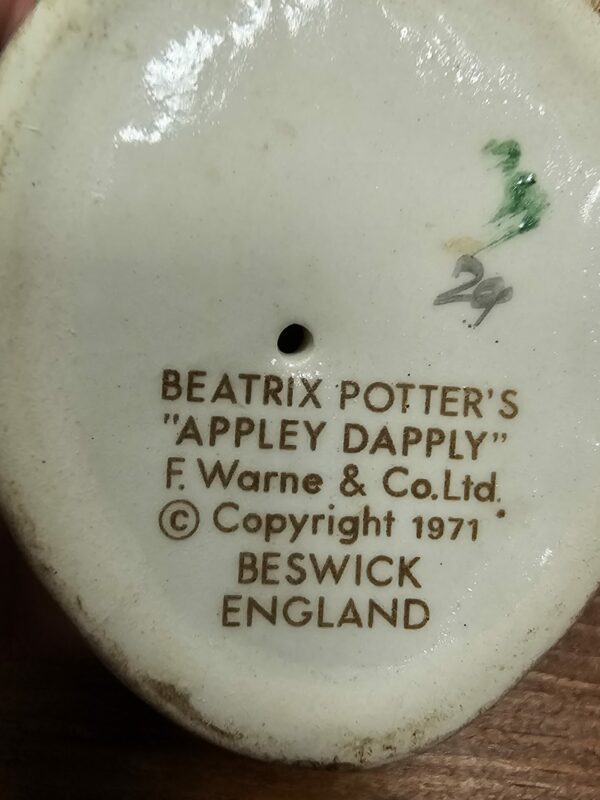 29
BEATRIX POTTER'S
"APPLEY DAPPLY"
F. Warne & Co.Ltd.
© Copyright 1971
BESWICK
ENGLAND